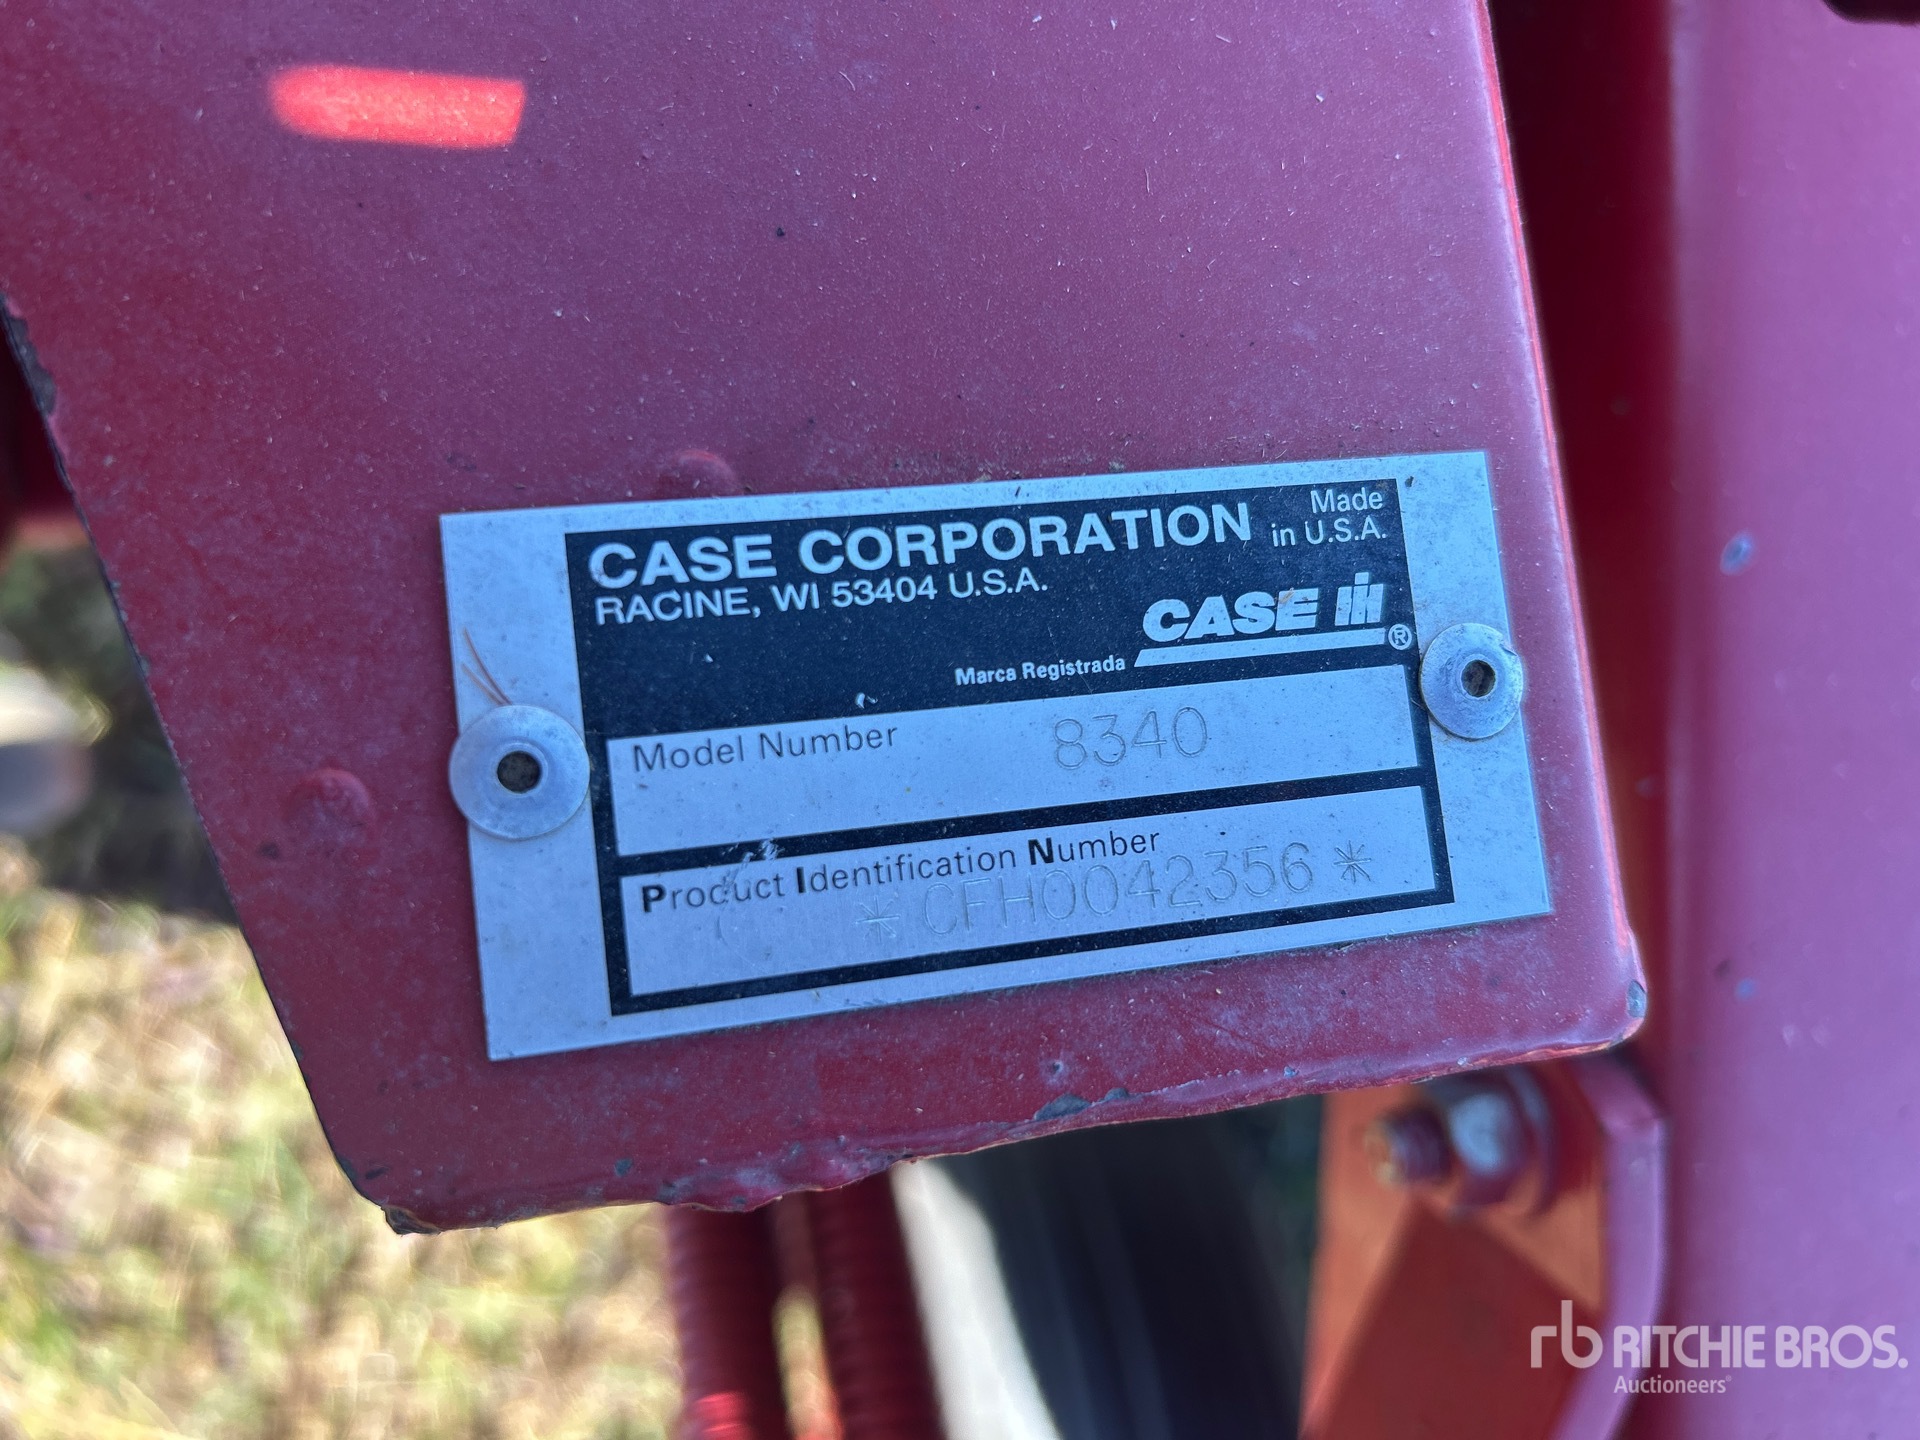 CASE CORPORATION
Made
in U.S.A.
RACINE, WI 53404 U.S.A.
CASE IH ®
Marca Registrada
Model Number 8340
Product Identification Number
*CFH0042356*
rb RITCHIE BROS.
Auctioneers